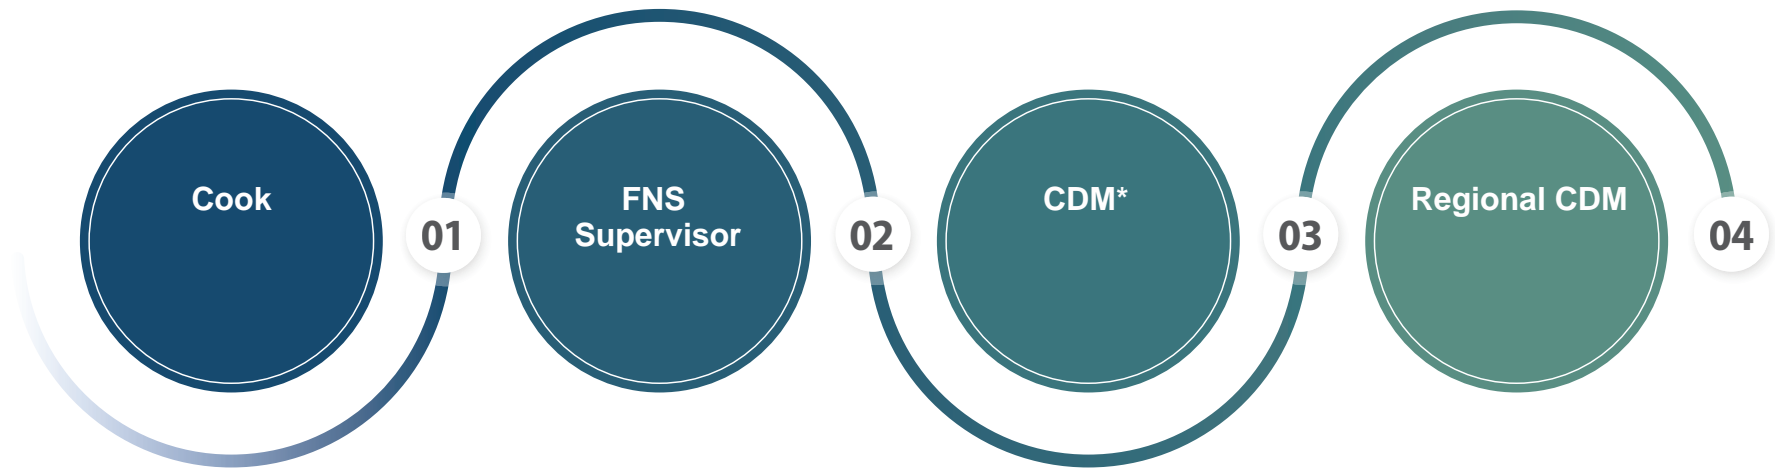 Cook
01
FNS
Supervisor
02
CDM*
03
Regional CDM
04